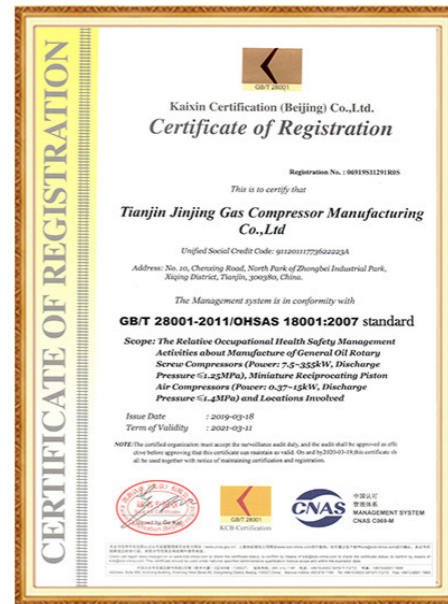 CERTIFICATE OF REGISTRATION
GB/T 28001
Kaixin Certification (Beijing) Co.,Ltd.
Certificate of Registration
Registration No. : 06919S11291R0S
This is to certify that
Tianjin Jinjing Gas Compressor Manufacturing
Co.,Ltd
Unified Social Credit Code: 91120111773622223A
Address: No. 10, Chenxing Road, North Park of Zhongbei Industrial Park,
Xiqing District, Tianjin, 300380, China.
The Management system is in conformity with
GB/T 28001-2011/OHSAS 18001:2007 standard
Scope: The Relative Occupational Health Safety Management
Activities about Manufacture of General Oil Rotary
Screw Compressors (Power: 7.5~355kW, Discharge
Pressure ≤1.25MPa), Miniature Reciprocating Piston
Air Compressors (Power: 0.37~15kW, Discharge
Pressure ≤1.4MPa) and Locations Involved
Issue Date : 2019-03-18
Term of Validity : 2021-03-11
NOTE:The certified organization must accept the surveillance audit duly, and the audit shall be approved as effe
ctive before approving that this certificate can maintain as valid. On and by2020-03-19,this certificate sh
all be used together with notice of maintaining certification and registration.
GB/T 28001
KCB Certification
CNAS
中国认可
管理体系
MANAGEMENT SYSTEM
CNAS C069-M